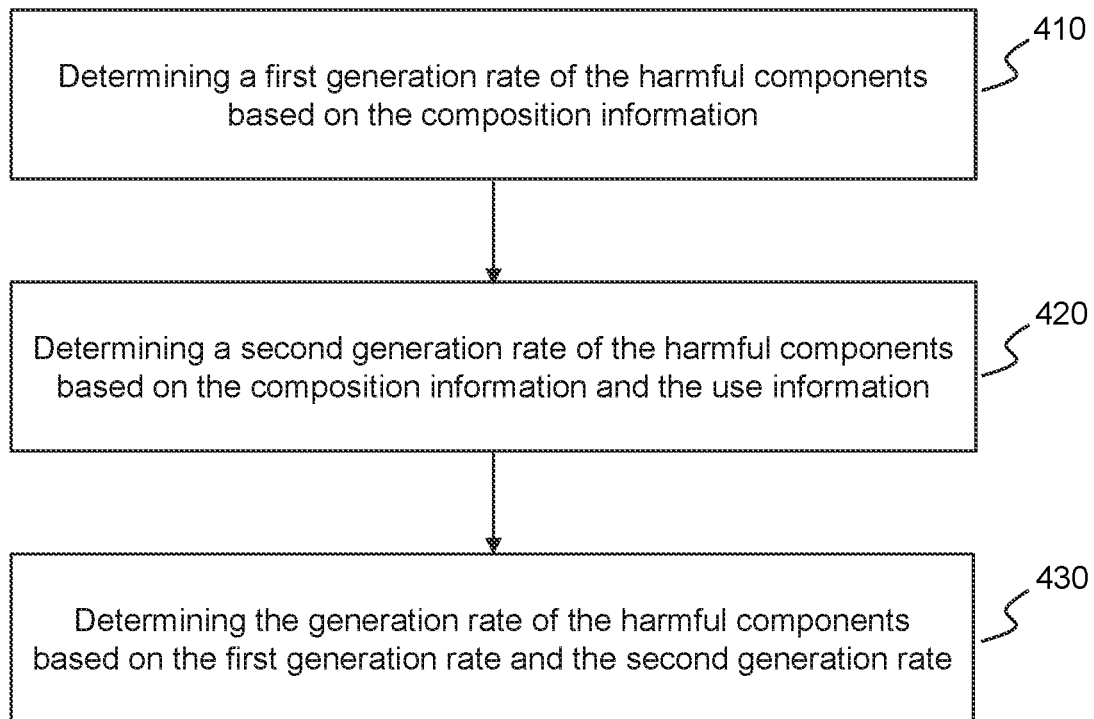 410
Determining a first generation rate of the harmful components
based on the composition information
420
Determining a second generation rate of the harmful components
based on the composition information and the use information
430
Determining the generation rate of the harmful components
based on the first generation rate and the second generation rate